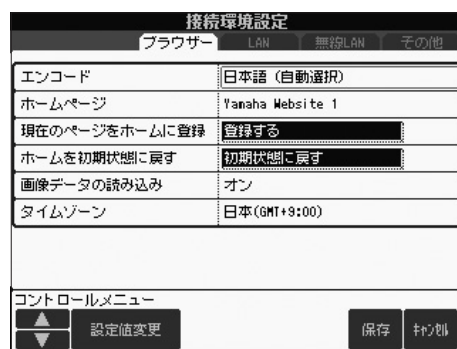 接続環境設定
ブラウザー LAN 無線LAN その他
エンコード 日本語 (自動選択)
ホームページ Yamaha Website 1
現在のページをホームに登録 登録する
ホームを初期状態に戻す 初期状態に戻す
画像データの読み込み オン
タイムゾーン 日本(GMT+9:00)
コントロールメニュー
設定値変更 保存 キャンセル